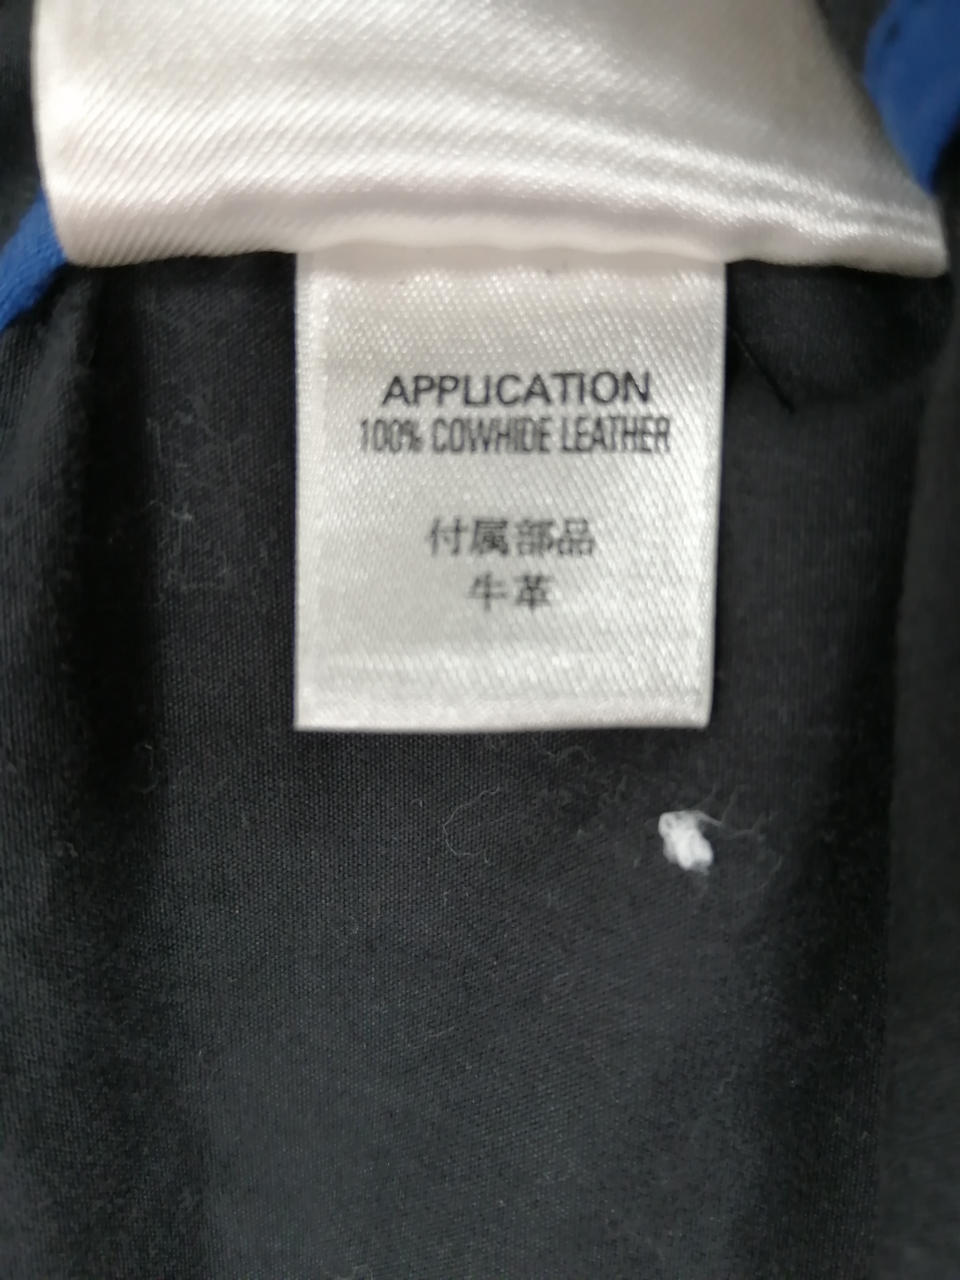 APPLICATION
100% COWHIDE LEATHER
付属部品
牛革